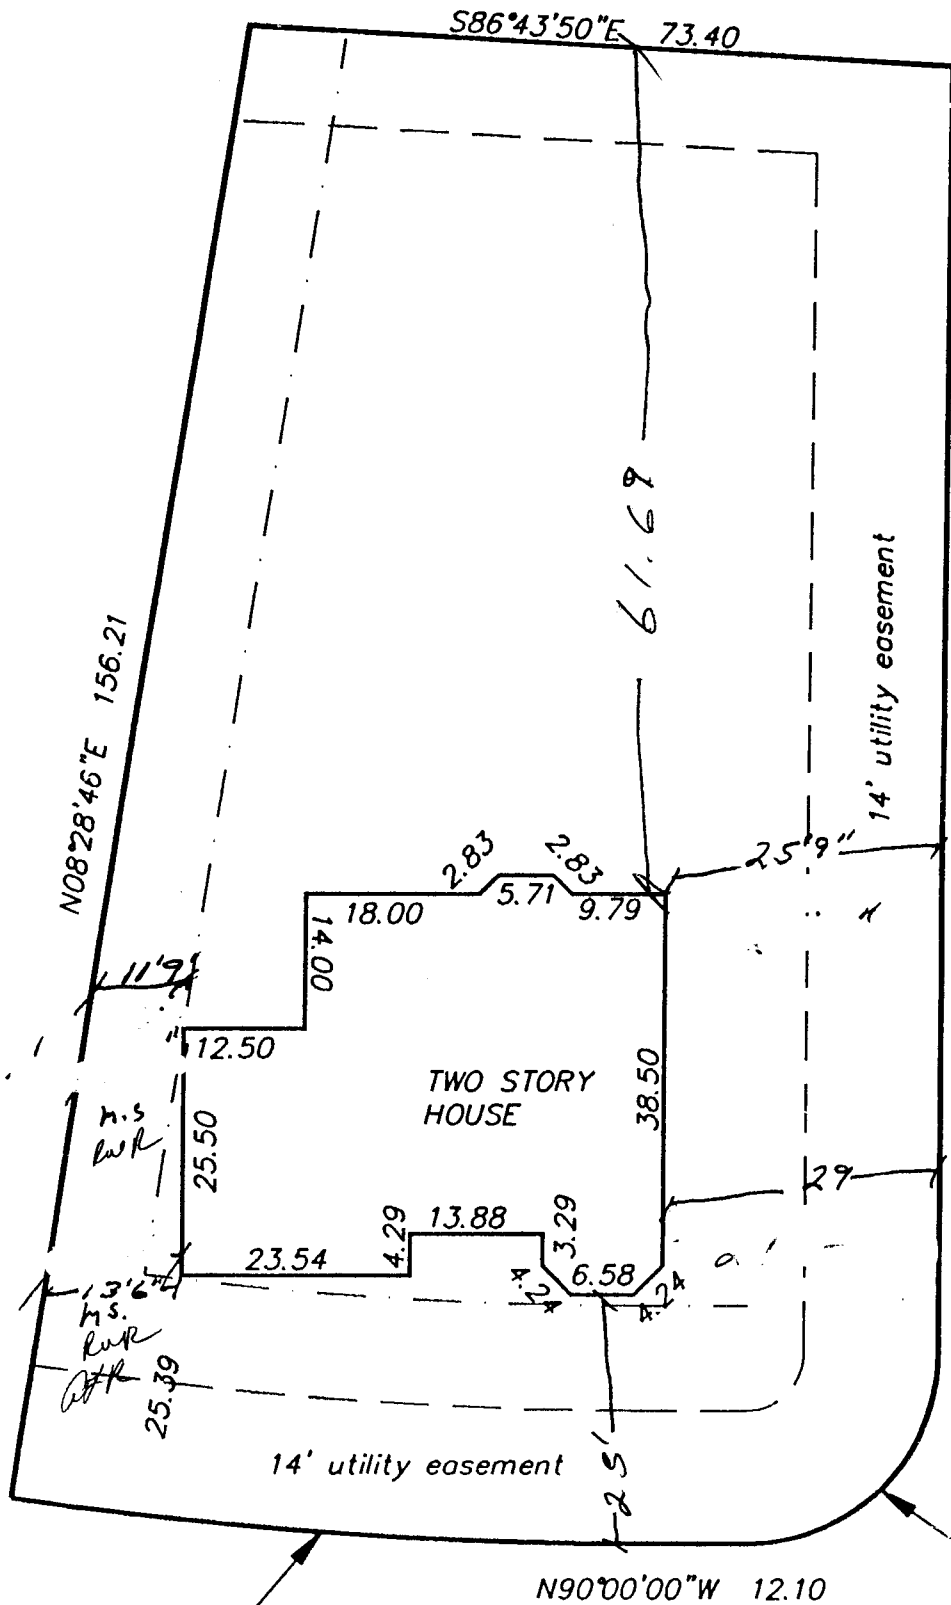 S86°43'50"E 73.40
61.69
14' utility easement
N08°28'46"E 156.21
25'9"
2.83
5.71
2.83
18.00
9.79
14.00
11'9"
12.50
TWO STORY
HOUSE
38.50
M.S
RWR
25.50
29
13.88
4.29
3.29
23.54
6.58
4.24
4.24
13'6"
M.S.
RWR
25.39
14' utility easement
25'
N90°00'00"W 12.10